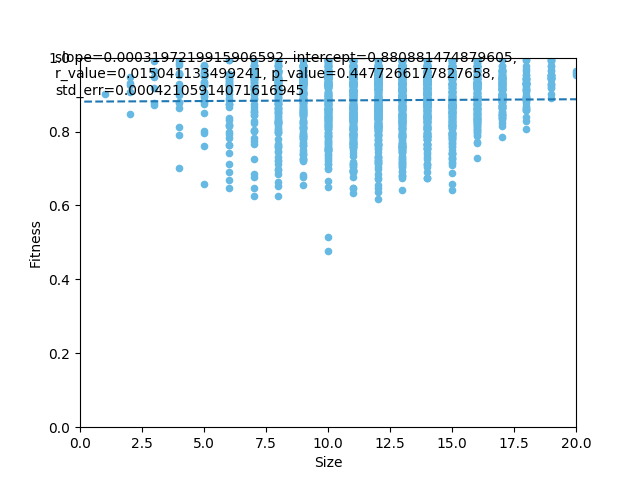 slope=0.0003197219915906592, intercept=0.880881474879605,
r_value=0.015041133499241, p_value=0.4477266177827658,
std_err=0.00042105914071616945
1.0
0.8
0.6
0.4
0.2
0.0
Fitness
0.0 2.5 5.0 7.5 10.0 12.5 15.0 17.5 20.0
Size